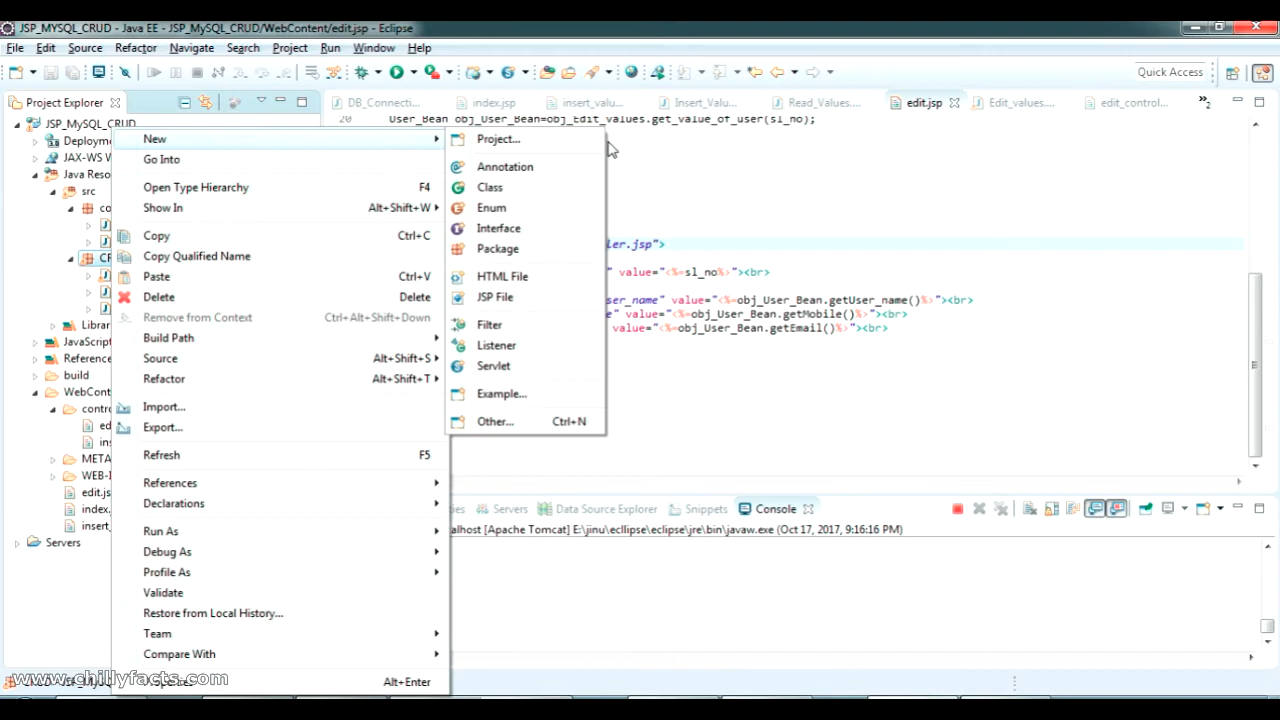 JSP_MYSQL_CRUD - Java EE - JSP_MySQL_CRUD/WebContent/edit.jsp - Eclipse
File Edit Source Refactor Navigate Search Project Run Window Help
Quick Access
Project Explorer
DB_Connecti... index.jsp insert_valu... Insert_Valu... Read_Values.... edit.jsp Edit_values.... edit_control... »2
20 User_Bean obj_User_Bean=obj_Edit_values.get_value_of_user(sl_no);
JSP_MySQL_CRUD
Deploym
JAX-WS W
Java Resou
src
co
CR
Librar
JavaScript
Reference
build
WebCont
contro
ed
ins
META
WEB-I
edit.js
index.
insert_
Servers
New
Go Into
Open Type Hierarchy F4
Show In Alt+Shift+W
Copy Ctrl+C
Copy Qualified Name
Paste Ctrl+V
Delete Delete
Remove from Context Ctrl+Alt+Shift+Down
Build Path
Source Alt+Shift+S
Refactor Alt+Shift+T
Import...
Export...
Refresh F5
References
Declarations
Run As
Debug As
Profile As
Validate
Restore from Local History...
Team
Compare With
Alt+Enter
Project...
Annotation
Class
Enum
Interface
Package
HTML File
JSP File
Filter
Listener
Servlet
Example...
Other... Ctrl+N
ler.jsp">
" value="<%=sl_no%>"><br>
ser_name" value="<%=obj_User_Bean.getUser_name()%>"><br>
e" value="<%=obj_User_Bean.getMobile()%>"><br>
value="<%=obj_User_Bean.getEmail()%>"><br>
ies Servers Data Source Explorer Snippets Console
lhost [Apache Tomcat] E:\jinu\ecllipse\eclipse\jre\bin\javaw.exe (Oct 17, 2017, 9:16:16 PM)
www.chillyfacts.com